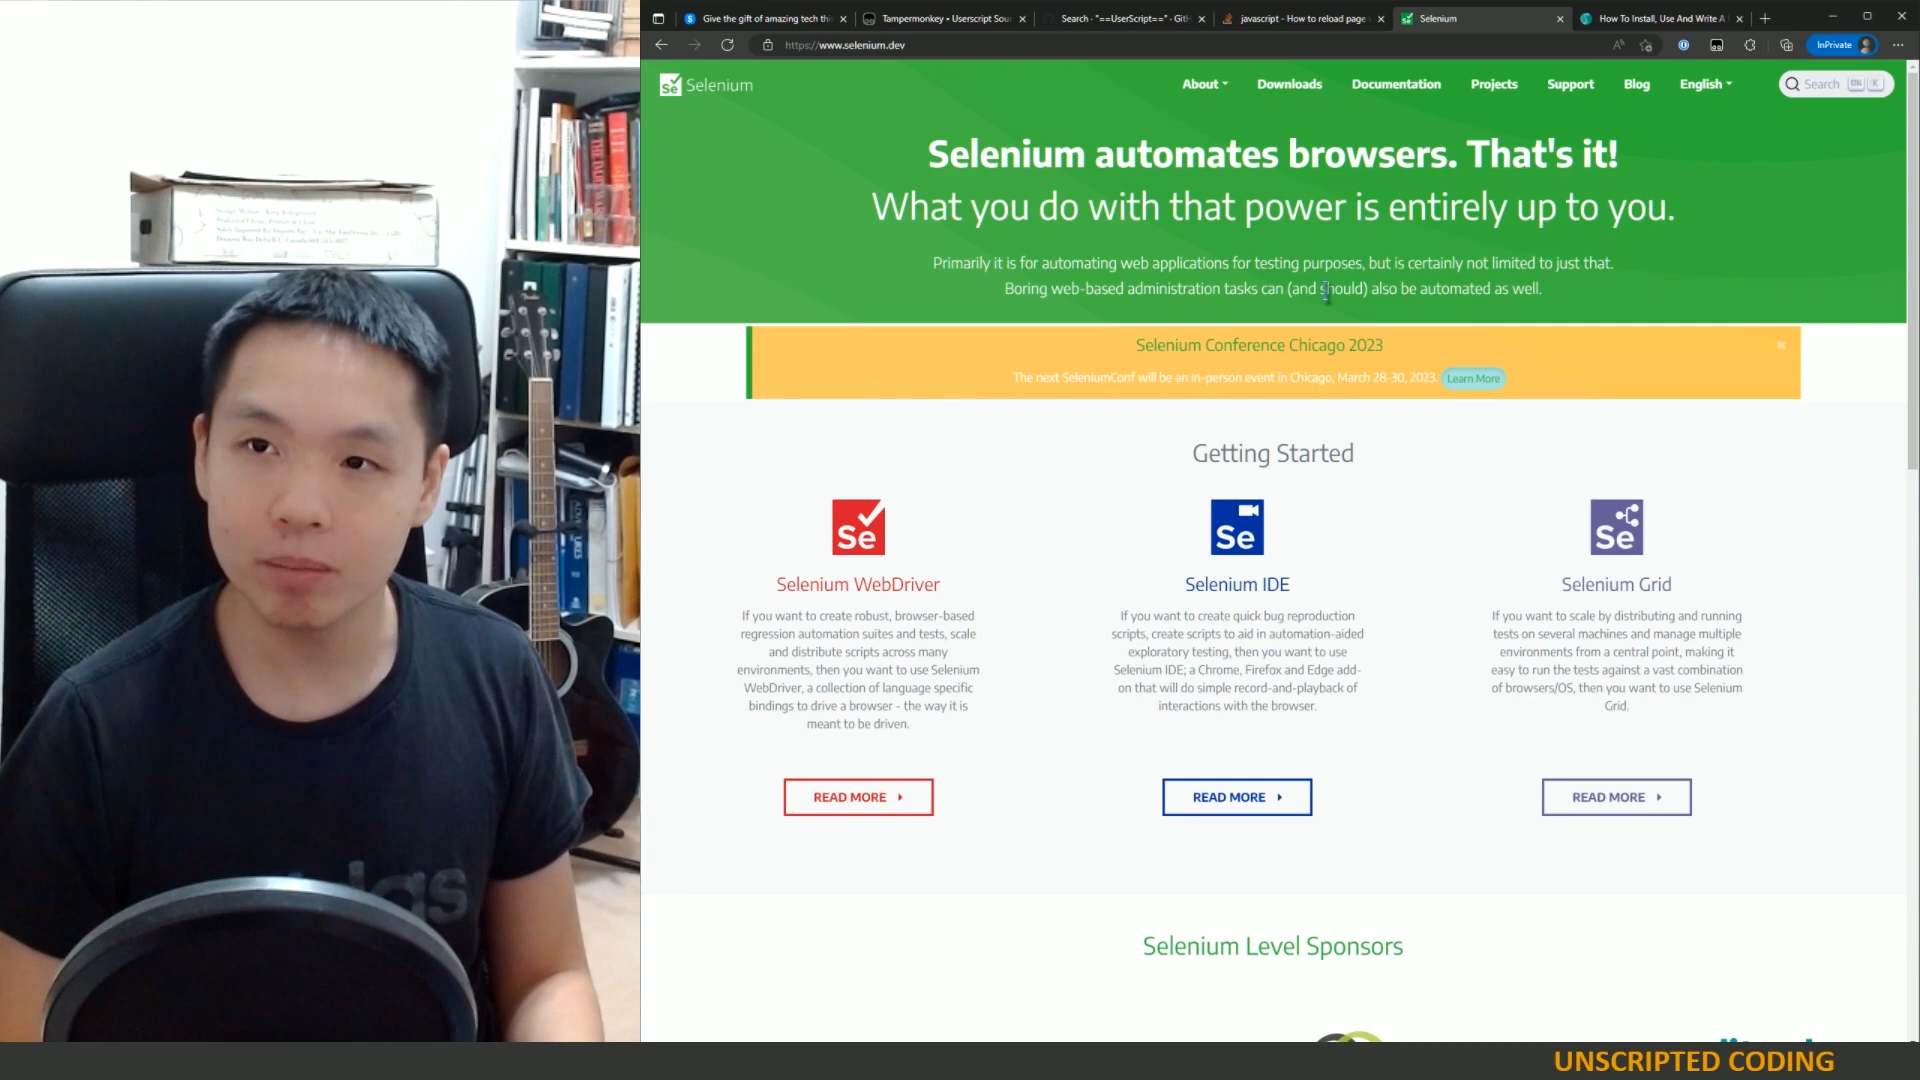 Give the gift of amazing tech thi
Tampermonkey • Userscript Sou
Search · "==UserScript==" · GitH
javascript - How to reload page
Selenium
How To Install, Use And Write A
https://www.selenium.dev
InPrivate
Se Selenium
About
Downloads
Documentation
Projects
Support
Blog
English
Search
CTRL K
Selenium automates browsers. That's it!
What you do with that power is entirely up to you.
Primarily it is for automating web applications for testing purposes, but is certainly not limited to just that.
Boring web-based administration tasks can (and should) also be automated as well.
Selenium Conference Chicago 2023
The next SeleniumConf will be an in-person event in Chicago, March 28-30, 2023. Learn More
Getting Started
Se
Selenium WebDriver
If you want to create robust, browser-based
regression automation suites and tests, scale
and distribute scripts across many
environments, then you want to use Selenium
WebDriver, a collection of language specific
bindings to drive a browser - the way it is
meant to be driven.
READ MORE
Se
Selenium IDE
If you want to create quick bug reproduction
scripts, create scripts to aid in automation-aided
exploratory testing, then you want to use
Selenium IDE; a Chrome, Firefox and Edge add-
on that will do simple record-and-playback of
interactions with the browser.
READ MORE
Se
Selenium Grid
If you want to scale by distributing and running
tests on several machines and manage multiple
environments from a central point, making it
easy to run the tests against a vast combination
of browsers/OS, then you want to use Selenium
Grid.
READ MORE
Selenium Level Sponsors
UNSCRIPTED CODING